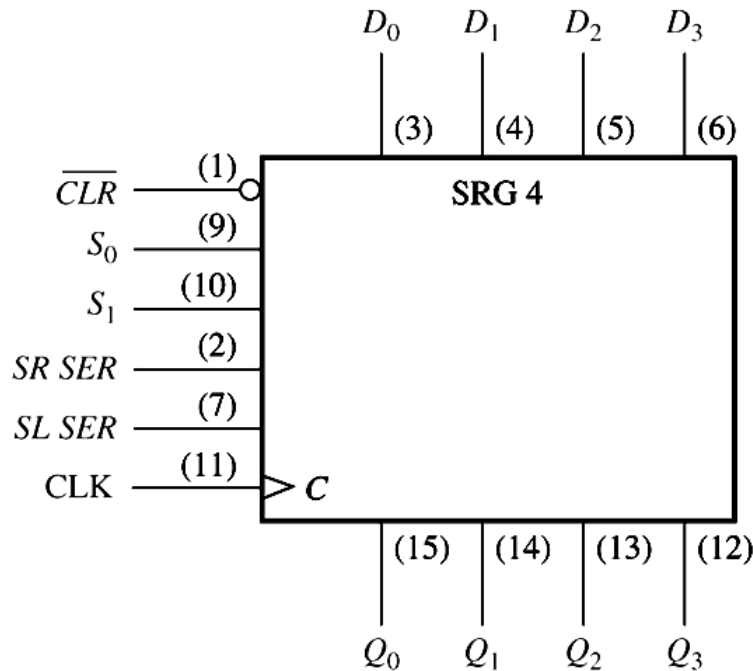 D₀ D₁ D₂ D₃
(3) (4) (5) (6)
SRG 4
C̅L̅R̅ (1)
S₀ (9)
S₁ (10)
SR SER (2)
SL SER (7)
CLK (11) C
(15) (14) (13) (12)
Q₀ Q₁ Q₂ Q₃